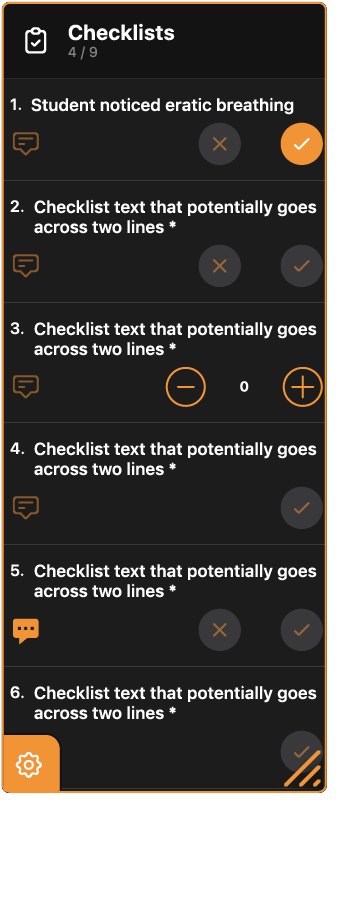 Checklists
4 / 9
1. Student noticed eratic breathing
2. Checklist text that potentially goes
across two lines *
3. Checklist text that potentially goes
across two lines *
0
4. Checklist text that potentially goes
across two lines *
5. Checklist text that potentially goes
across two lines *
6. Checklist text that potentially goes
across two lines *